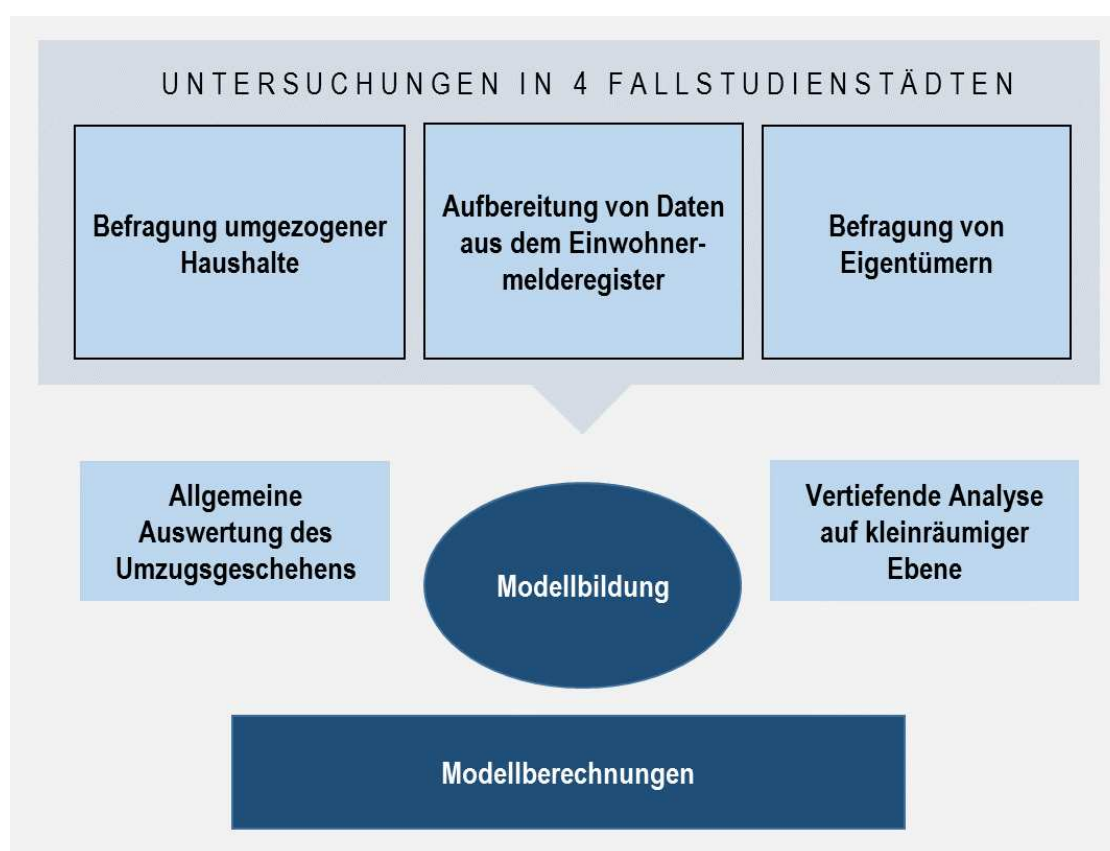 UNTERSUCHUNGEN IN 4 FALLSTUDIENSTÄDTEN
Befragung umgezogener
Haushalte
Aufbereitung von Daten
aus dem Einwohner-
melderegister
Befragung von
Eigentümern
Allgemeine
Auswertung des
Umzugsgeschehens
Modellbildung
Vertiefende Analyse
auf kleinräumiger
Ebene
Modellberechnungen